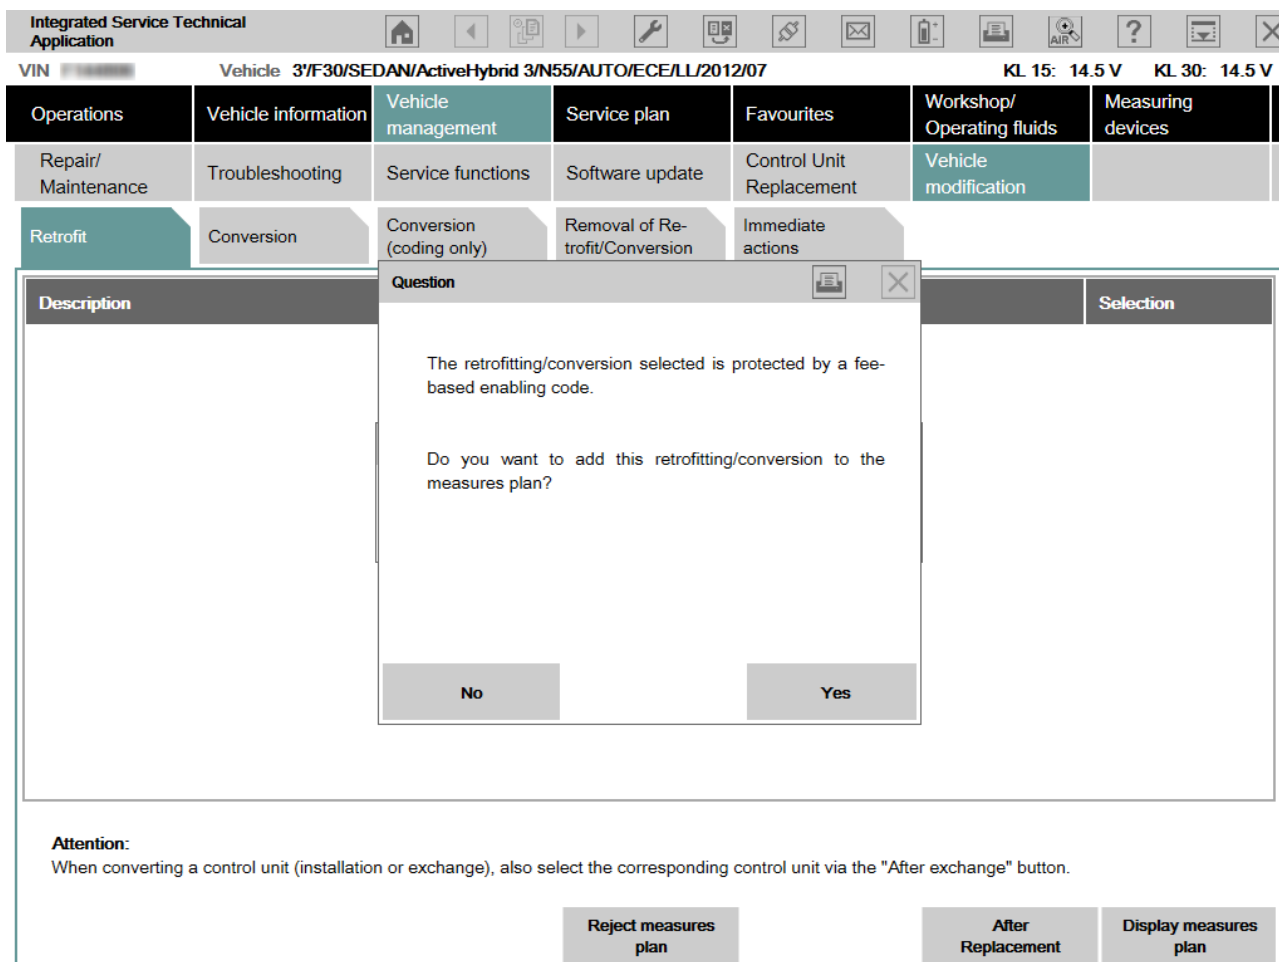 Integrated Service Technical
Application
AIR
?
VIN
Vehicle 3'/F30/SEDAN/ActiveHybrid 3/N55/AUTO/ECE/LL/2012/07
KL 15: 14.5 V KL 30: 14.5 V
Operations
Vehicle information
Vehicle
management
Service plan
Favourites
Workshop/
Operating fluids
Measuring
devices
Repair/
Maintenance
Troubleshooting
Service functions
Software update
Control Unit
Replacement
Vehicle
modification
Retrofit
Conversion
Conversion
(coding only)
Removal of Re-
trofit/Conversion
Immediate
actions
Description
Selection
Question
The retrofitting/conversion selected is protected by a fee-
based enabling code.
Do you want to add this retrofitting/conversion to the
measures plan?
No
Yes
Attention:
When converting a control unit (installation or exchange), also select the corresponding control unit via the "After exchange" button.
Reject measures
plan
After
Replacement
Display measures
plan